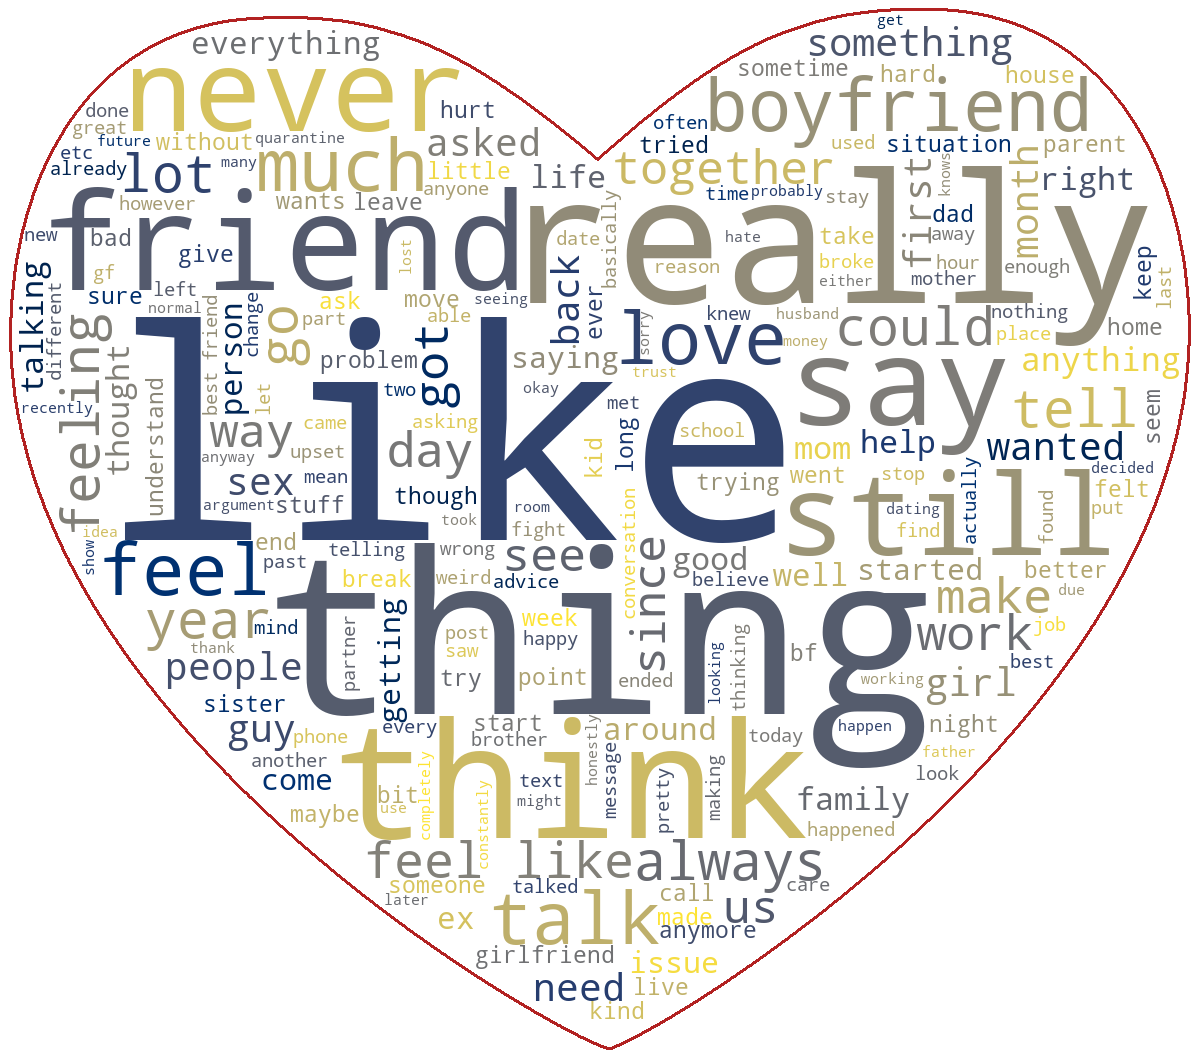 get
everything
something
never
sometime
hard
house
boyfriend
done
hurt
great
often
future
without
quarantine
asked
tried
used
situation
parent
etc
already
many
lot
much
little
anyone
life
together
time
probably
stay
first
knows
month
right
however
wants
leave
friend
really
basically
date
hate
take
dad
away
new
bad
give
lost
reason
broke
either
hour
mother
enough
keep
last
talking
different
gf
sure
left
normal
ask
move
able
seeing
back
ever
knew
husband
money
nothing
place
home
feeling
thought
best friend
person
change
go
part
problem
got
saying
sorry
love
could
say
anything
like
two
okay
trust
let
recently
understand
way
anyway
came
upset
day
asking
met
long
kid
school
mom
help
tell
wanted
seem
sex
mean
argument
stuff
though
took
room
fight
trying
went
stop
still
decided
felt
put
dating
find
actually
found
idea
show
feel
end
past
telling
wrong
see
conversation
since
good
believe
well
started
better
due
break
weird
advice
thing
make
year
mind
thank
partner
getting
week
happy
post
saw
work
job
people
try
point
ended
looking
thinking
bf
working
girl
best
sister
guy
phone
every
start
brother
honestly
around
today
happen
night
father
another
come
think
text
might
message
pretty
making
look
maybe
bit
use
completely
constantly
family
happened
feel like
always
someone
later
talked
care
ex
talk
call
made
us
anymore
girlfriend
issue
need
live
kind